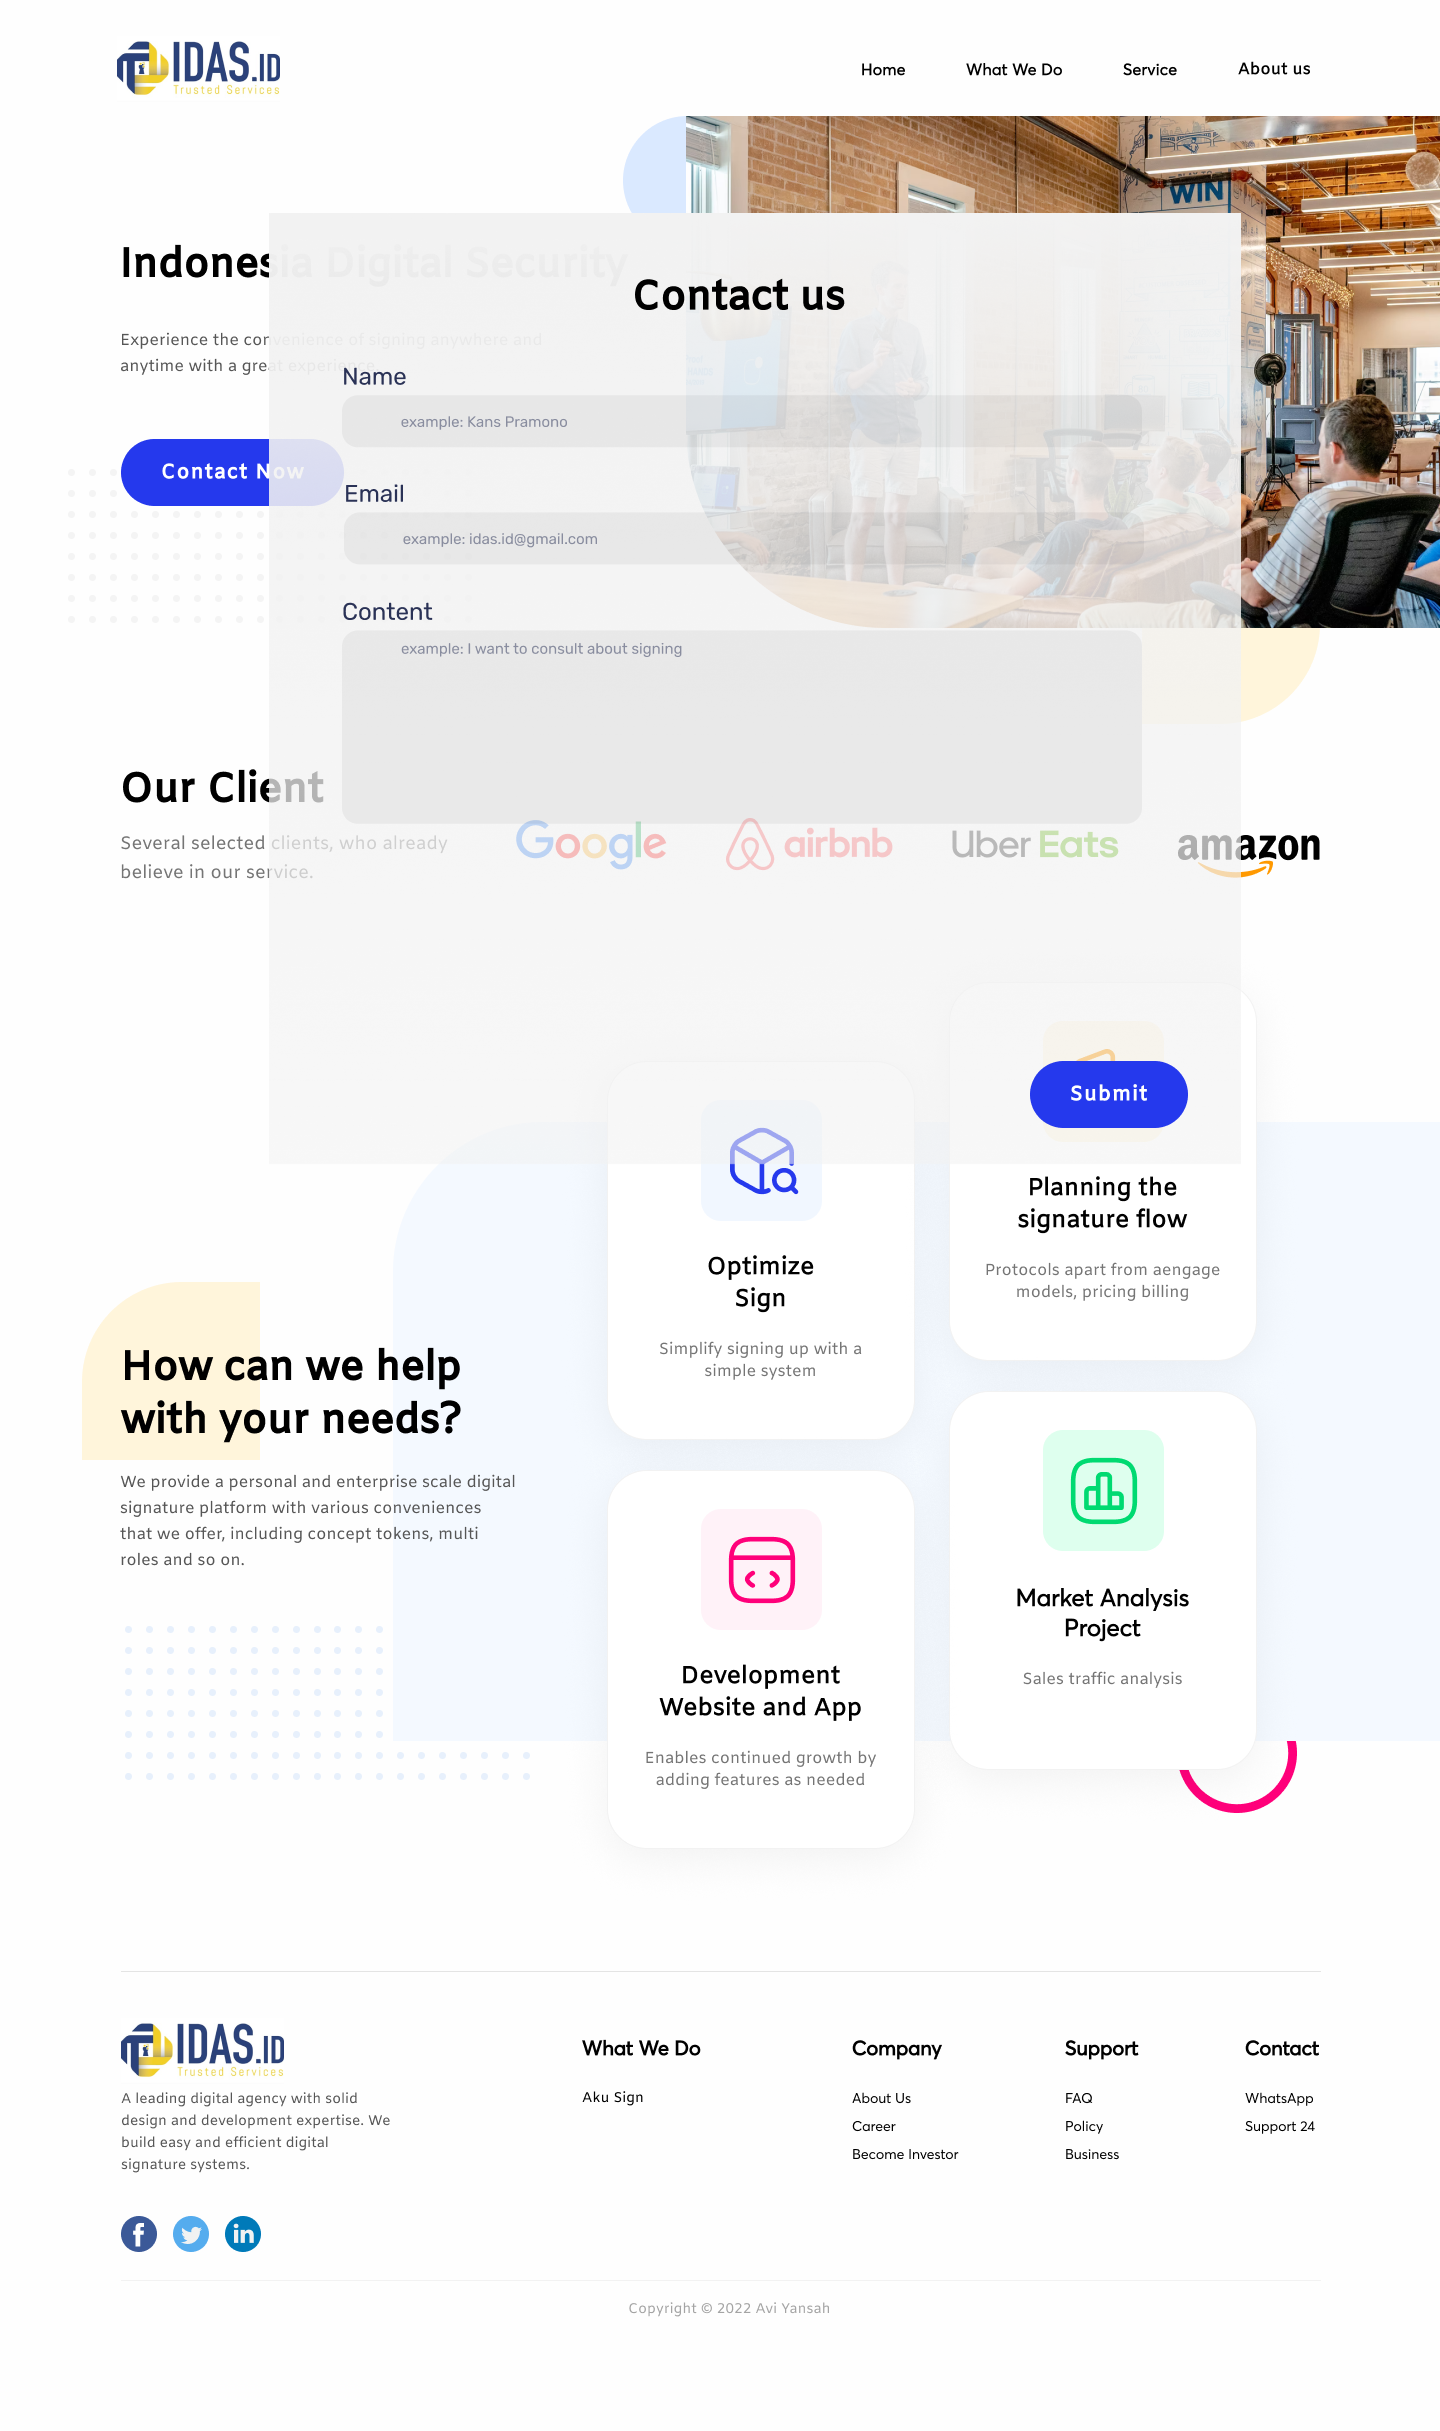 IDAS.ID
Trusted Services
Home
What We Do
Service
About us
WIN
Indonesia Digital Security
Contact us
Experience the convenience of signing anywhere and
anytime with a great experience
Name
example: Kans Pramono
Contact Now
Email
example: idas.id@gmail.com
Content
example: I want to consult about signing
Our Client
Several selected clients, who already
believe in our service.
Google
airbnb
Uber Eats
amazon
Submit
Planning the
signature flow
Protocols apart from aengage
models, pricing billing
Optimize
Sign
Simplify signing up with a
simple system
How can we help
with your needs?
We provide a personal and enterprise scale digital
signature platform with various conveniences
that we offer, including concept tokens, multi
roles and so on.
Market Analysis
Project
Sales traffic analysis
Development
Website and App
Enables continued growth by
adding features as needed
IDAS.ID
Trusted Services
A leading digital agency with solid
design and development expertise. We
build easy and efficient digital
signature systems.
What We Do
Aku Sign
Company
About Us
Career
Become Investor
Support
FAQ
Policy
Business
Contact
WhatsApp
Support 24
f
in
Copyright © 2022 Avi Yansah